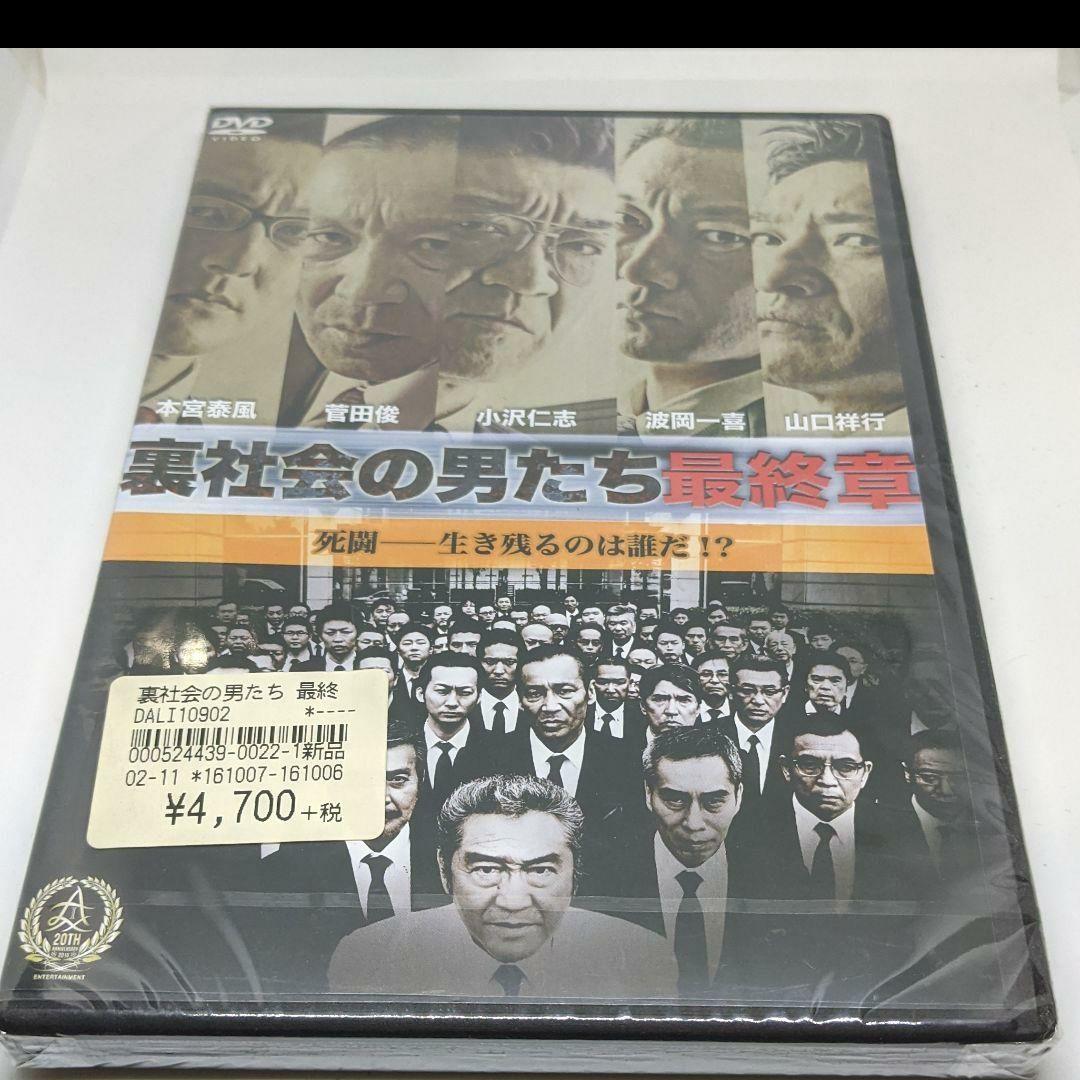 DVD
VIDEO
本宮泰風 菅田俊 小沢仁志 波岡一喜 山口祥行
裏社会の男たち 最終章
死闘──生き残るのは誰だ!?
裏社会の男たち 最終
DALI10902 *----
000524439-0022-1新品
02-11 *161007-161006
¥4,700+税
20TH
ANNIVERSARY
ENTERTAINMENT